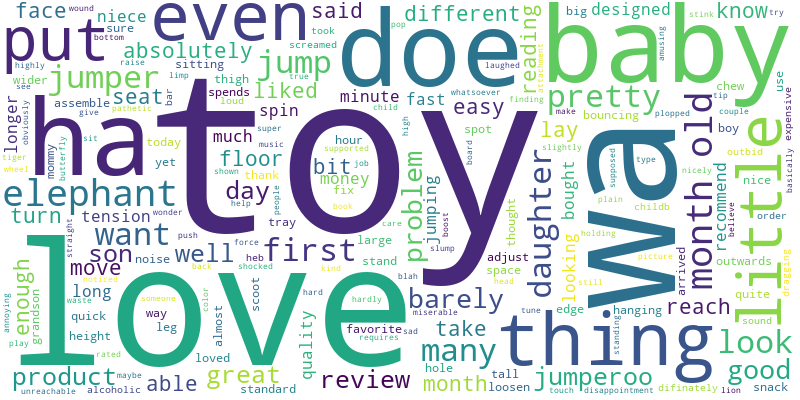 face
wound
bottom
niece
sure
even
said
took
screamed
pop
different
big
designed
know
try
stink
put
highly
see
wider
absolutely
true
loud
limp
raise
laughed
doe
reading
attachment
finding
baby
amusing
jumper
thigh
spends
jump
liked
minute
fast
easy
whatsoever
pretty
chew
use
tip
couple
expensive
longer
obviously
assemble
give
pathetic
seat
bar
sitting
child
high
spot
make
bouncing
plopped
boy
outbid
tiger
wheel
sit
mommy
butterfly
today
yet
hat
spin
super
much
music
hour
supported
job
board
slightly
lay
month old
little
basically
floor
shown
thank
bit
fix
book
money
toy
jumping
problem
boost
thought
daughter
bought
type
supposed
plain
wa
childb
nicely
nice
recommend
believe
order
elephant
day
help
people
tray
care
adjust
space
head
looking
still
holding
picture
arrived
outwards
turn
tension
wonder
want
push
well
force
heb
first
large
stand
slump
edge
hanging
reach
quite
dragging
son
noise
back
shocked
kind
blah
barely
tune
standing
sound
straight
move
noticed
scoot
hard
hardly
miserable
take
thing
look
enough
grandson
annoying
play
waste
long
quick
height
rated
way
leg
someone
color
almost
loved
love
quality
favorite
requires
sad
many
hole
tall
loosen
touch
jumperoo
disappointment
good
product
maybe
unreachable
alcoholic
able
great
standard
review
month
difinately
lion
snack